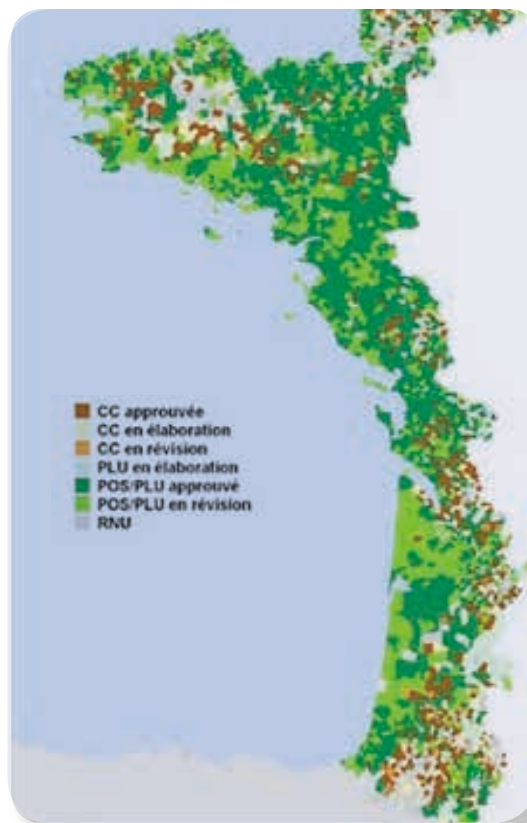 CC approuvée
CC en élaboration
CC en révision
PLU en élaboration
POS/PLU approuvé
POS/PLU en révision
RNU